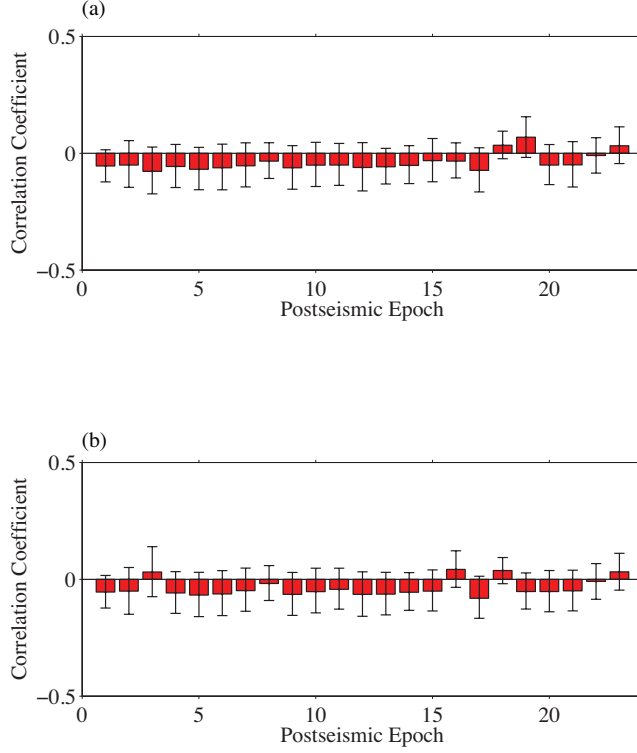 (a)
0.5
0
−0.5
Correlation Coefficient
0 5 10 15 20
Postseismic Epoch
(b)
0.5
0
−0.5
Correlation Coefficient
0 5 10 15 20
Postseismic Epoch